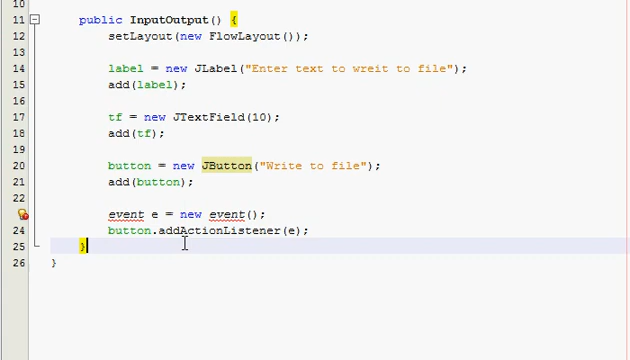 10
11 public InputOutput() {
12 setLayout(new FlowLayout());
13
14 label = new JLabel("Enter text to wreit to file");
15 add(label);
16
17 tf = new JTextField(10);
18 add(tf);
19
20 button = new JButton("Write to file");
21 add(button);
22
event e = new event();
24 button.addActionListener(e);
25 }
26 }